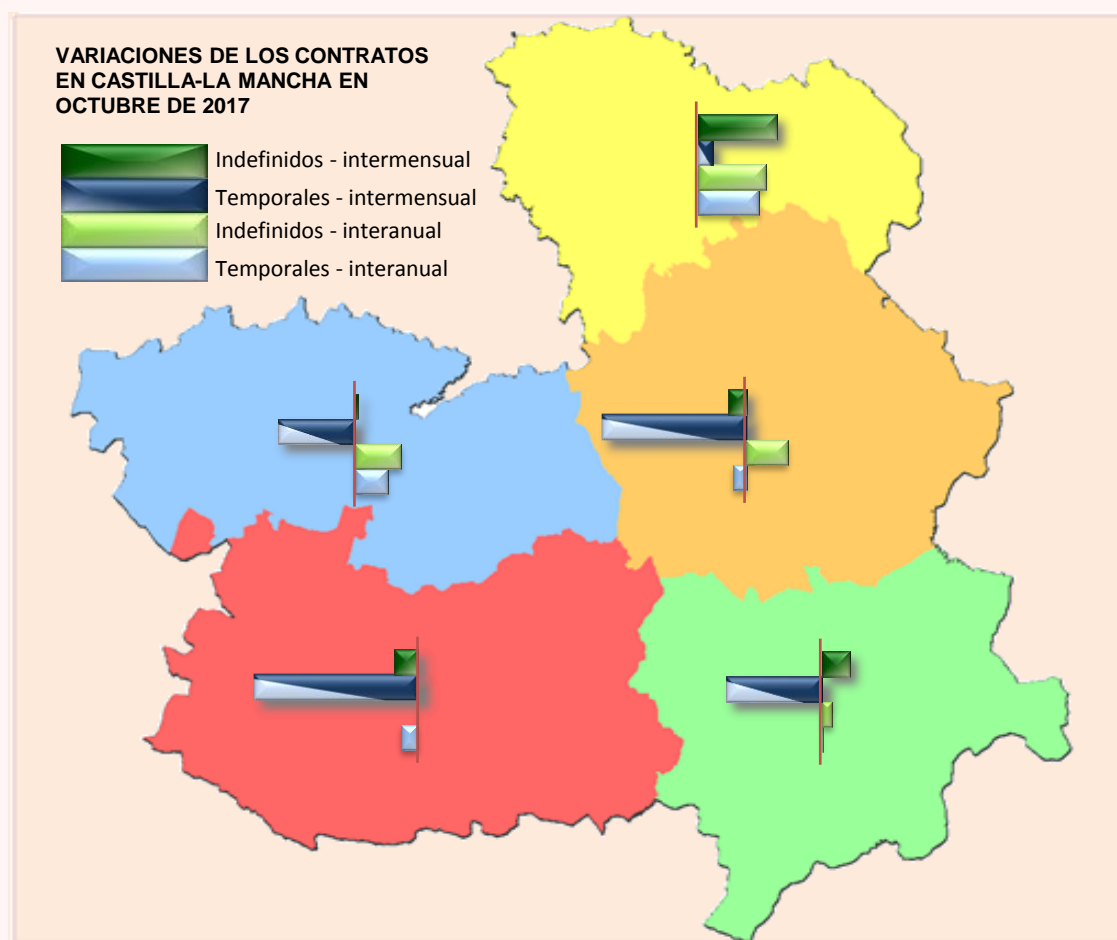 VARIACIONES DE LOS CONTRATOS
EN CASTILLA-LA MANCHA EN
OCTUBRE DE 2017
Indefinidos - intermensual
Temporales - intermensual
Indefinidos - interanual
Temporales - interanual